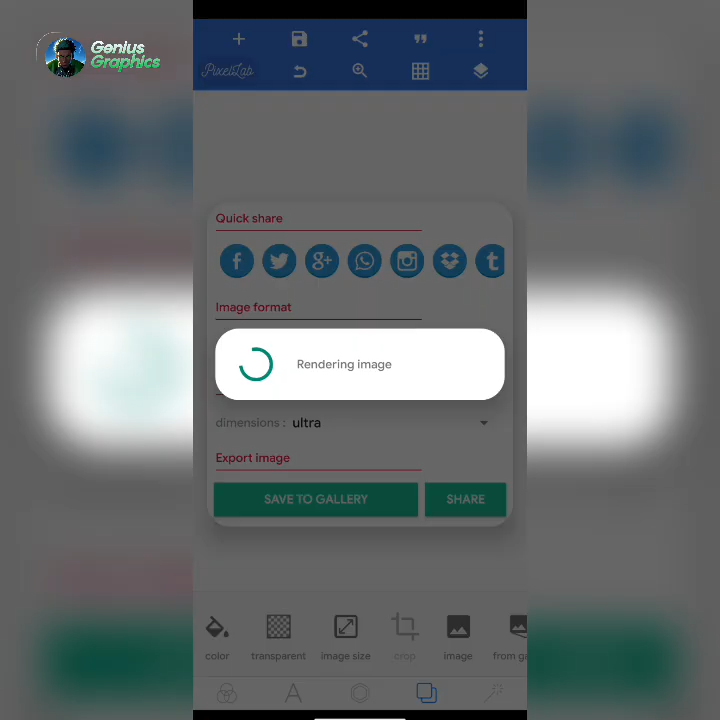 Genius
Graphics
PixelLab
Quick share
Image format
Rendering image
dimensions : ultra
Export image
SAVE TO GALLERY
SHARE
color
transparent
image size
crop
image
from ga